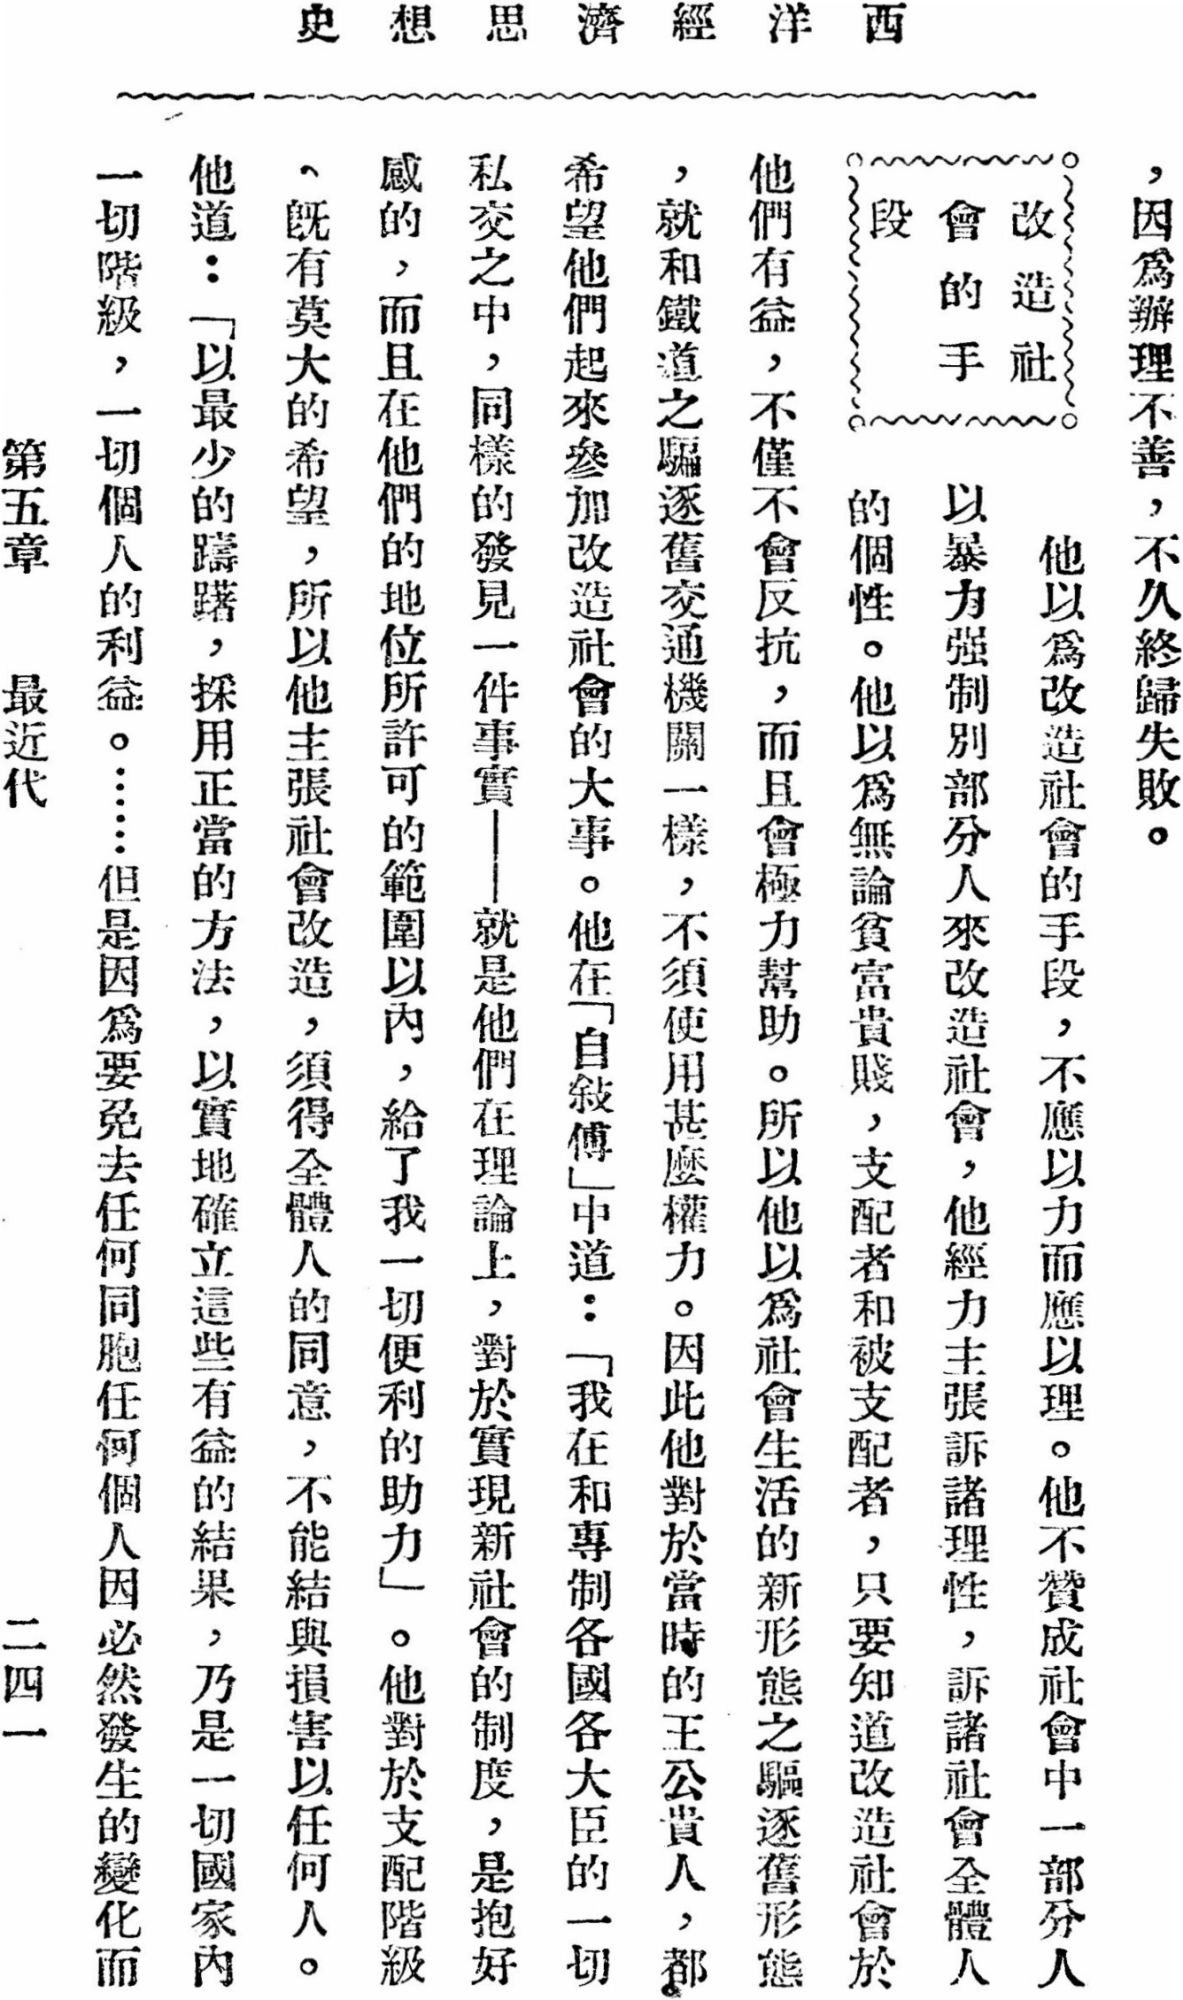 西洋經濟思想史
，因爲辦理不善，不久終歸失敗。
改造社
會的手
段
他以爲改造社會的手段，不應以力而應以理。他不贊成社會中一部分人
以暴力强制別部分人來改造社會，他經力主張訴諸理性，訴諸社會全體人
的個性。他以爲無論貧富貴賤，支配者和被支配者，只要知道改造社會於
他們有益，不僅不會反抗，而且會極力幫助。所以他以爲社會生活的新形態之驅逐舊形態
，就和鐵道之驅逐舊交通機關一樣，不須使用甚麼權力。因此他對於當時的王公貴人，都
希望他們起來參加改造社會的大事。他在「自敍傅」中道：「我在和專制各國各大臣的一切
私交之中，同樣的發見一件事實——就是他們在理論上，對於實現新社會的制度，是抱好
感的，而且在他們的地位所許可的範圍以內，給了我一切便利的助力」。他對於支配階級
、旣有莫大的希望，所以他主張社會改造，須得全體人的同意，不能結與損害以任何人。
他道：「以最少的躊躇，採用正當的方法，以實地確立這些有益的結果，乃是一切國家內
一切階級，一切個人的利益。……但是因爲要免去任何同胞任何個人因必然發生的變化而
第五章　最近代　二四一